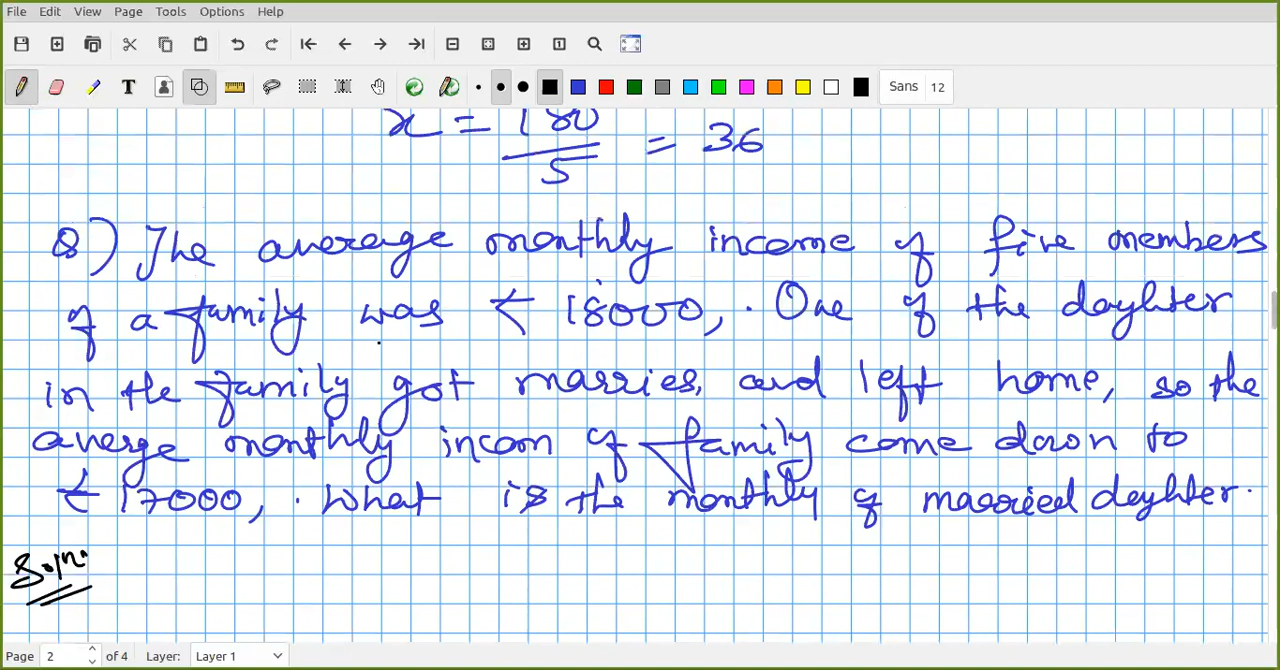 File Edit View Page Tools Options Help
Sans 12
x = 180/5 = 36
Q) The average monthly income of five members
of a family was ₹ 18000,. One of the daughter
in the family got marries, and left home, so the
averge monthly incom of family come down to
₹ 17000,. What is the monthly of married daughter.
Soln.
Page 2 of 4 Layer: Layer 1